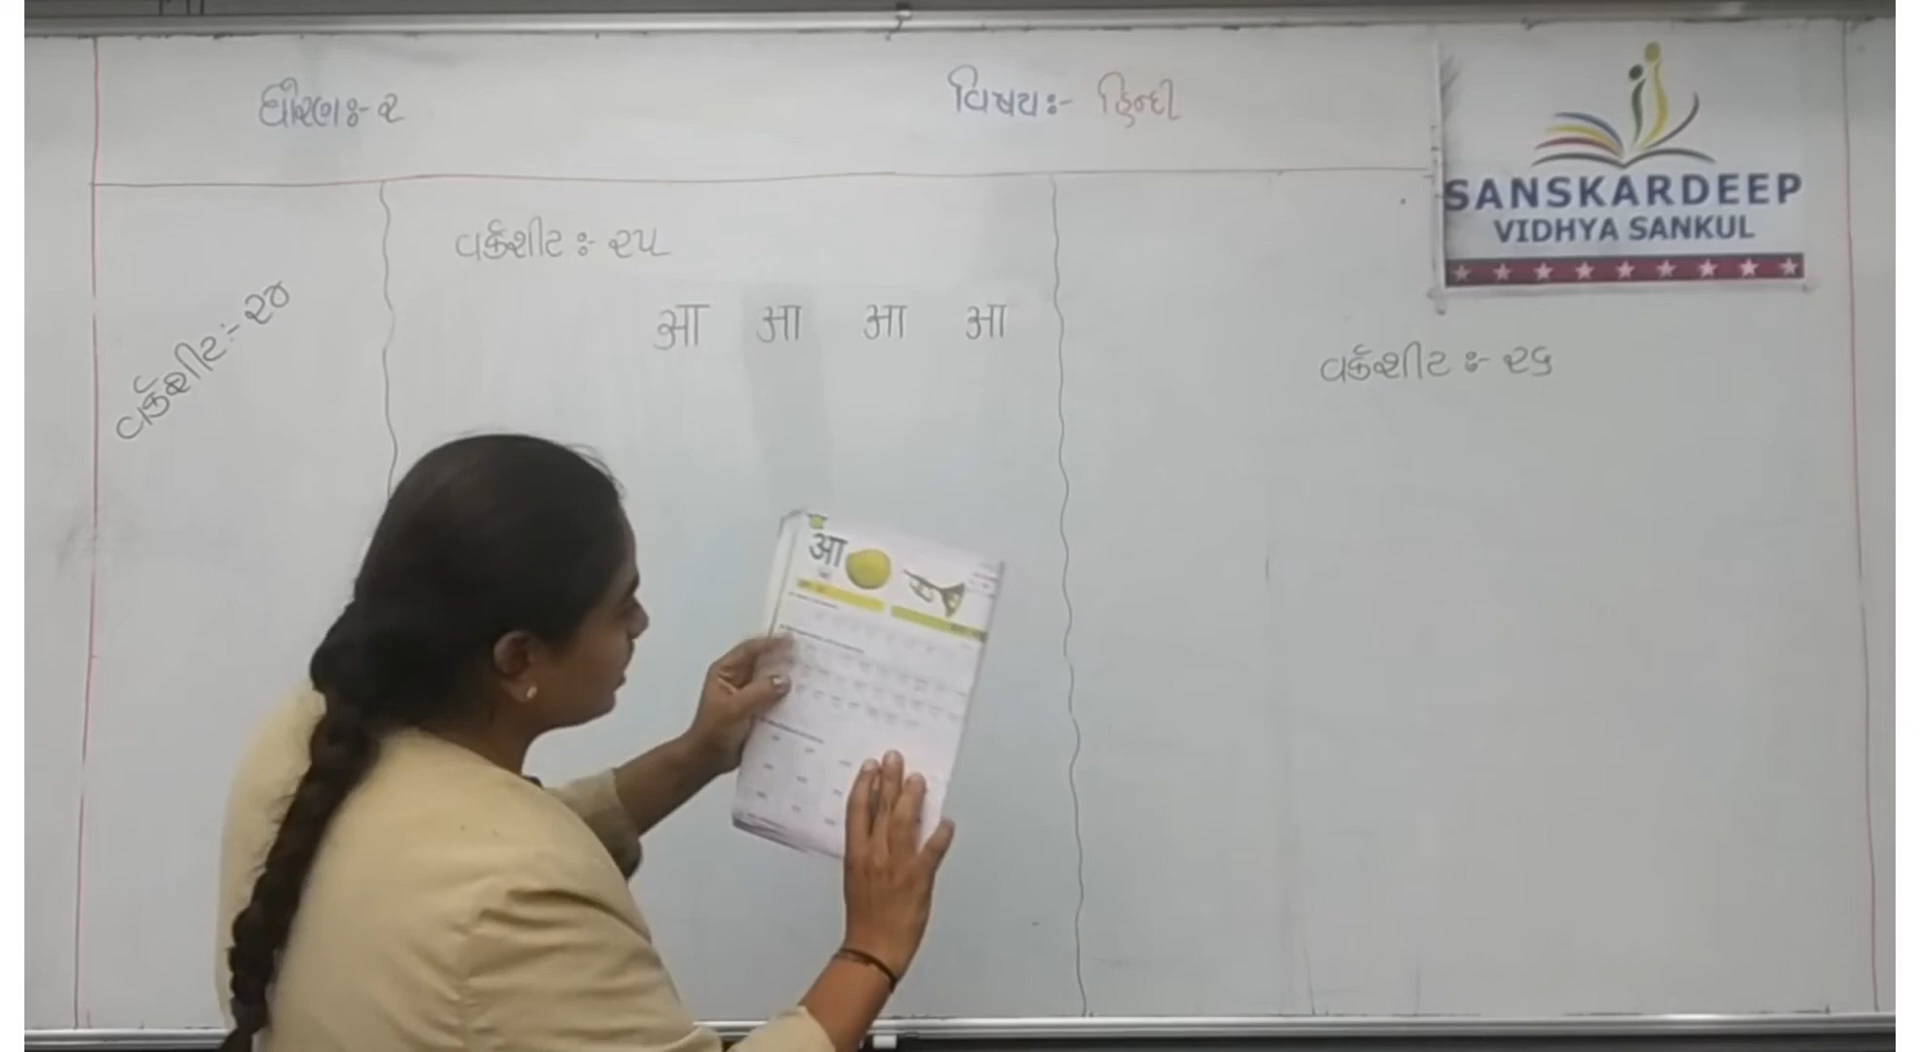 ધોરણઃ- ૨
વિષયઃ- હિન્દી
SANSKARDEEP
VIDHYA SANKUL
વર્કશીટઃ- ૨૪
વર્કશીટઃ- ૨૫
आ आ आ आ
વર્કશીટઃ- ૨૬
आ